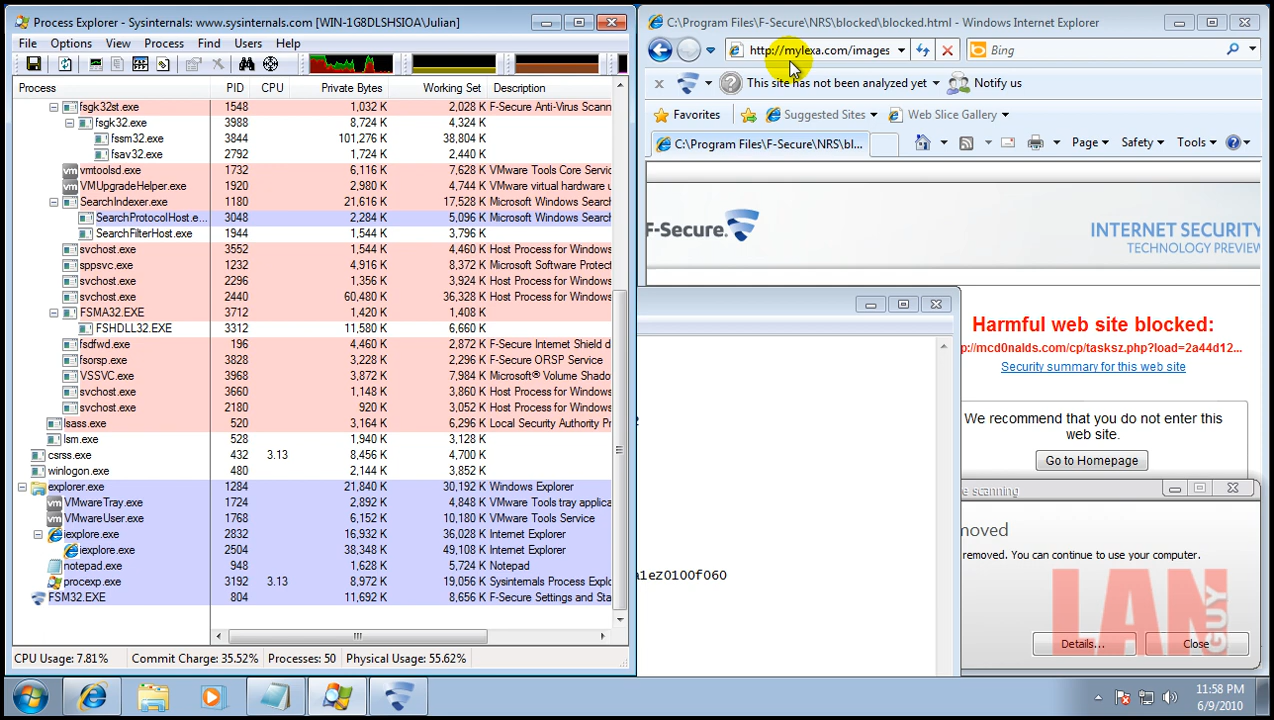 Process Explorer - Sysinternals: www.sysinternals.com [WIN-1G8DLSHSIOA\Julian]
File Options View Process Find Users Help
Process PID CPU Private Bytes Working Set Description
fsgk32st.exe 1548 1,032 K 2,028 K F-Secure Anti-Virus Scann
fsgk32.exe 3988 8,724 K 4,324 K
fssm32.exe 3844 101,276 K 38,804 K
fsav32.exe 2792 1,724 K 2,440 K
vmtoolsd.exe 1732 6,116 K 7,628 K VMware Tools Core Servic
VMUpgradeHelper.exe 1920 2,980 K 4,744 K VMware virtual hardware u
SearchIndexer.exe 1180 21,616 K 17,528 K Microsoft Windows Search
SearchProtocolHost.e... 3048 2,284 K 5,096 K Microsoft Windows Search
SearchFilterHost.exe 1944 1,544 K 3,796 K
svchost.exe 3552 1,544 K 4,460 K Host Process for Windows
sppsvc.exe 1232 4,916 K 8,372 K Microsoft Software Protect
svchost.exe 2296 1,356 K 3,924 K Host Process for Windows
svchost.exe 2440 60,480 K 36,328 K Host Process for Windows
FSMA32.EXE 3712 1,420 K 1,408 K
FSHDLL32.EXE 3312 11,580 K 6,660 K
fsdfwd.exe 196 4,460 K 2,872 K F-Secure Internet Shield d
fsorsp.exe 3828 3,228 K 2,296 K F-Secure ORSP Service
VSSVC.exe 3968 3,872 K 7,984 K Microsoft® Volume Shado
svchost.exe 3660 1,148 K 3,860 K Host Process for Windows
svchost.exe 2180 920 K 3,052 K Host Process for Windows
lsass.exe 520 3,164 K 6,296 K Local Security Authority Pr
lsm.exe 528 1,940 K 3,128 K
csrss.exe 432 3.13 8,456 K 4,700 K
winlogon.exe 480 2,144 K 3,852 K
explorer.exe 1284 21,840 K 30,192 K Windows Explorer
VMwareTray.exe 1724 2,892 K 4,848 K VMware Tools tray applica
VMwareUser.exe 1768 6,152 K 10,180 K VMware Tools Service
iexplore.exe 2832 16,932 K 36,028 K Internet Explorer
iexplore.exe 2504 38,348 K 49,108 K Internet Explorer
notepad.exe 948 1,628 K 5,724 K Notepad
procexp.exe 3192 3.13 8,972 K 19,056 K Sysinternals Process Explo
FSM32.EXE 804 11,692 K 8,656 K F-Secure Settings and Sta
CPU Usage: 7.81% Commit Charge: 35.52% Processes: 50 Physical Usage: 55.62%
C:\Program Files\F-Secure\NRS\blocked\blocked.html - Windows Internet Explorer
http://mylexa.com/images Bing
This site has not been analyzed yet Notify us
Favorites Suggested Sites Web Slice Gallery
C:\Program Files\F-Secure\NRS\bl... Page Safety Tools
F-Secure. INTERNET SECURITY
TECHNOLOGY PREVIEW
Harmful web site blocked:
p://mcd0nalds.com/cp/tasksz.php?load=2a44d12...
Security summary for this web site
We recommend that you do not enter this
web site.
Go to Homepage
e scanning
moved
removed. You can continue to use your computer.
a1eZ0100f060
Details... Close
LAN
GUY
11:58 PM
6/9/2010